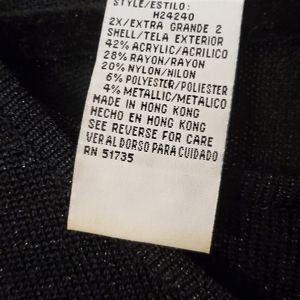 STYLE/ESTILO:
H24240
2X/EXTRA GRANDE 2
SHELL/TELA EXTERIOR
42% ACRYLIC/ACRILICO
28% RAYON/RAYON
20% NYLON/NILON
6% POLYESTER/POLIESTER
4% METALLIC/METALICO
MADE IN HONG KONG
HECHO EN HONG KONG
SEE REVERSE FOR CARE
VER AL DORSO PARA CUIDADO
RN 51735